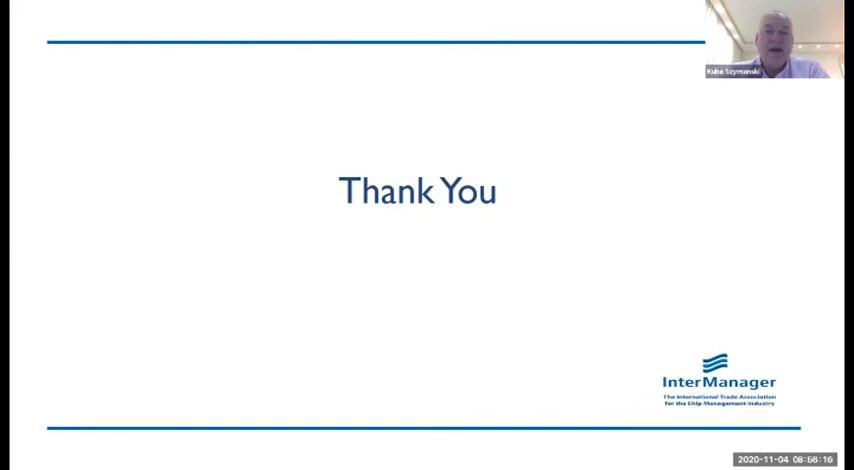 Kuba Szymanski
Thank You
InterManager
The International Trade Association
for the Ship Management Industry
2020-11-04 08:56:16